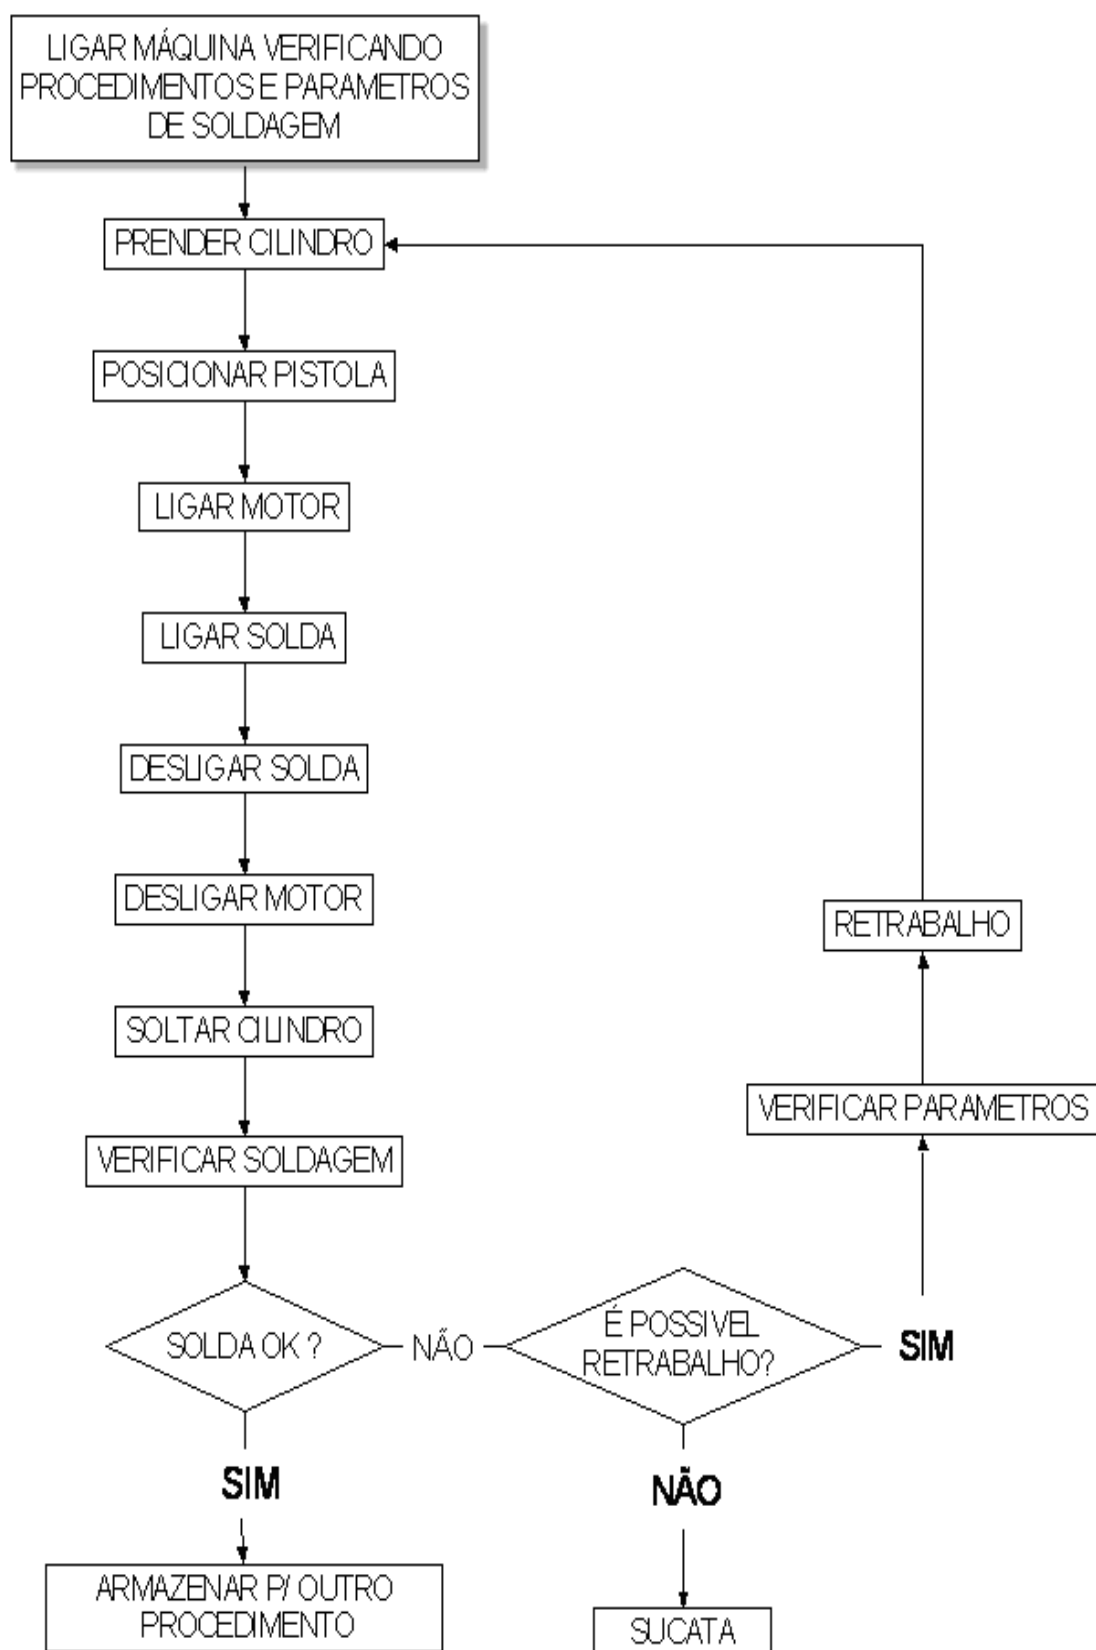 LIGAR MÁQUINA VERIFICANDO
PROCEDIMENTOS E PARAMETROS
DE SOLDAGEM
PRENDER CILINDRO
POSICIONAR PISTOLA
LIGAR MOTOR
LIGAR SOLDA
DESLIGAR SOLDA
DESLIGAR MOTOR
SOLTAR CILINDRO
VERIFICAR SOLDAGEM
SOLDA OK ?
NÃO
É POSSIVEL
RETRABALHO?
SIM
VERIFICAR PARAMETROS
RETRABALHO
SIM
NÃO
ARMAZENAR P/ OUTRO
PROCEDIMENTO
SUCATA